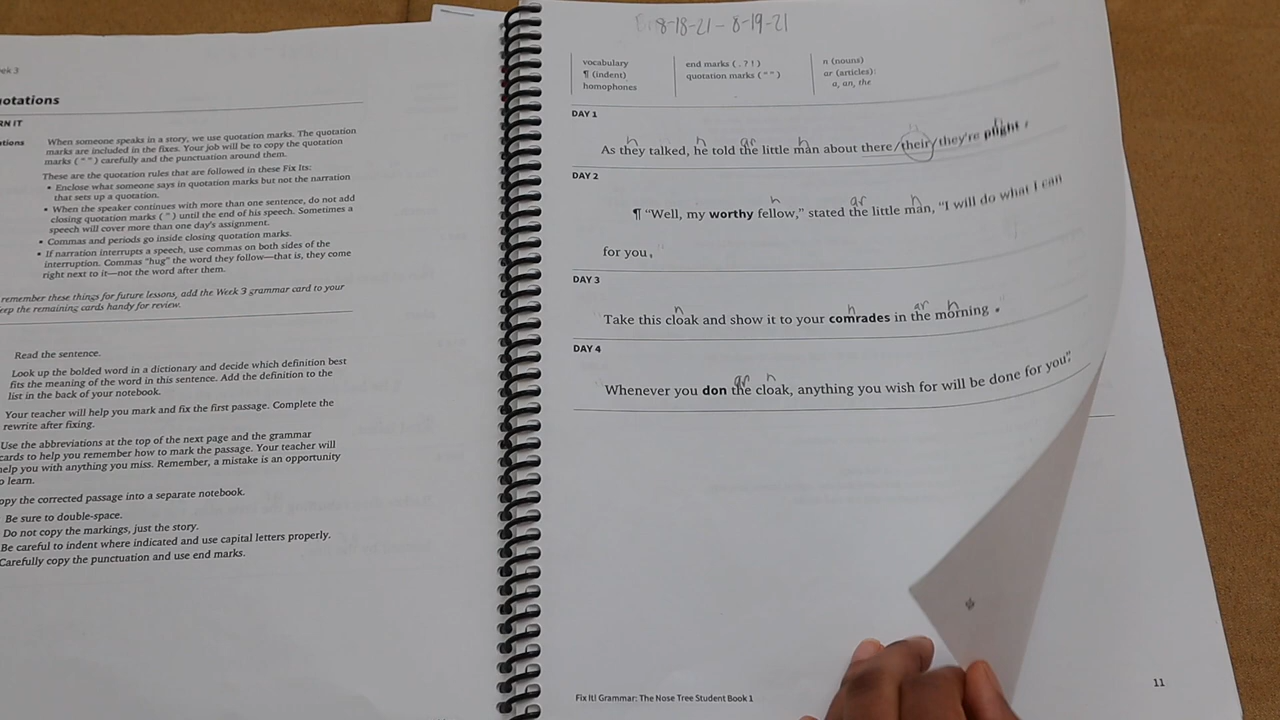 ek 3
otations
RN IT
tions When someone speaks in a story, we use quotation marks. The quotation
marks are included in the fixes. Your job will be to copy the quotation
marks (" ") carefully and the punctuation around them.
These are the quotation rules that are followed in these Fix Its:
• Enclose what someone says in quotation marks but not the narration
that sets up a quotation.
• When the speaker continues with more than one sentence, do not add
closing quotation marks (") until the end of his speech. Sometimes a
speech will cover more than one day's assignment.
• Commas and periods go inside closing quotation marks.
• If narration interrupts a speech, use commas on both sides of the
interruption. Commas "hug" the word they follow—that is, they come
right next to it—not the word after them.
remember these things for future lessons, add the Week 3 grammar card to your
eep the remaining cards handy for review.
Read the sentence.
Look up the bolded word in a dictionary and decide which definition best
fits the meaning of the word in this sentence. Add the definition to the
list in the back of your notebook.
Your teacher will help you mark and fix the first passage. Complete the
rewrite after fixing.
Use the abbreviations at the top of the next page and the grammar
cards to help you remember how to mark the passage. Your teacher will
help you with anything you miss. Remember, a mistake is an opportunity
o learn.
opy the corrected passage into a separate notebook.
Be sure to double-space.
Do not copy the markings, just the story.
Be careful to indent where indicated and use capital letters properly.
Carefully copy the punctuation and use end marks.
8-18-21 - 8-19-21
vocabulary
¶ (indent)
homophones
end marks (. ? !)
quotation marks (" ")
n (nouns)
ar (articles):
a, an, the
DAY 1
n n ar n n
As they talked, he told the little man about there/their/they're plight.
DAY 2
n ar n
¶ "Well, my worthy fellow," stated the little man, "I will do what I can
for you.
DAY 3
n n ar n
Take this cloak and show it to your comrades in the morning.
DAY 4
ar n
Whenever you don the cloak, anything you wish for will be done for you."
Fix It! Grammar: The Nose Tree Student Book 1
11